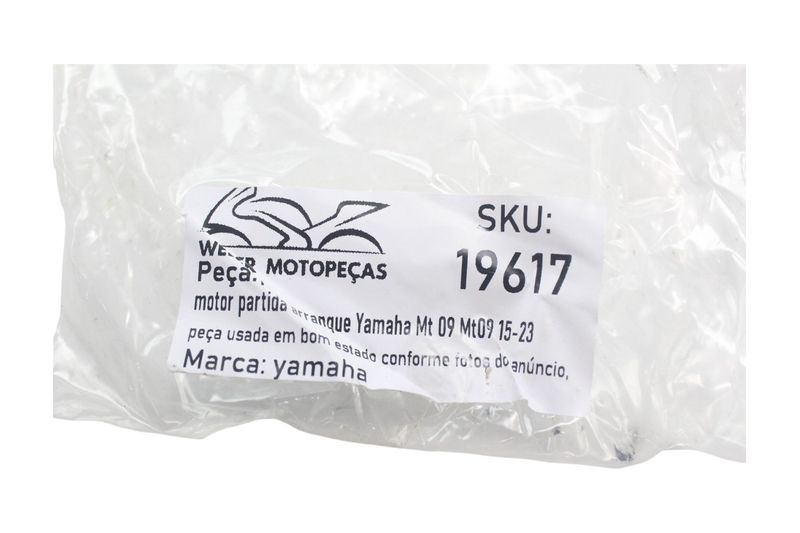 WEBER MOTOPEÇAS
SKU:
19617
Peça:
motor partida arranque Yamaha Mt 09 Mt09 15-23
peça usada em bom estado conforme fotos do anúncio,
Marca: yamaha